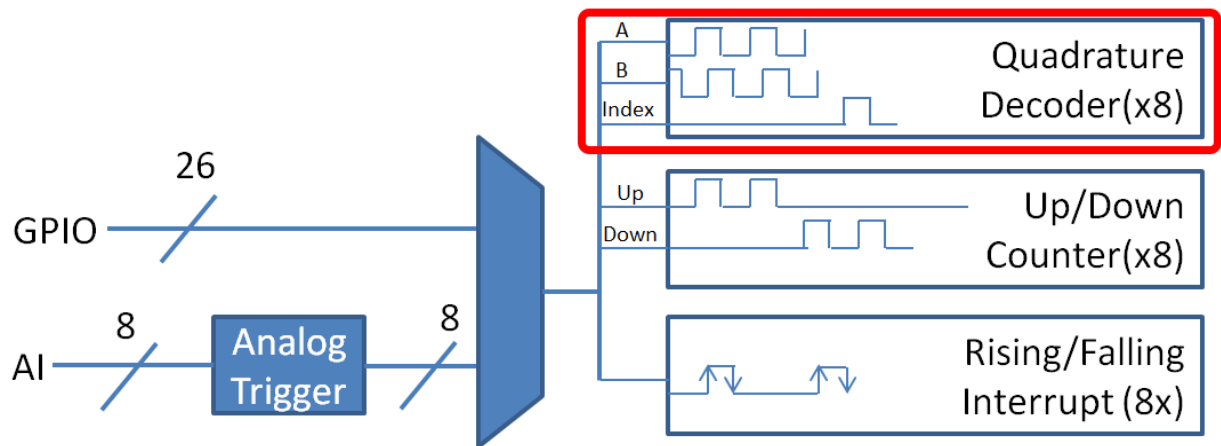 A
B
Index
Quadrature
Decoder(x8)
26
GPIO
Up
Down
Up/Down
Counter(x8)
8
AI
Analog
Trigger
8
Rising/Falling
Interrupt (8x)